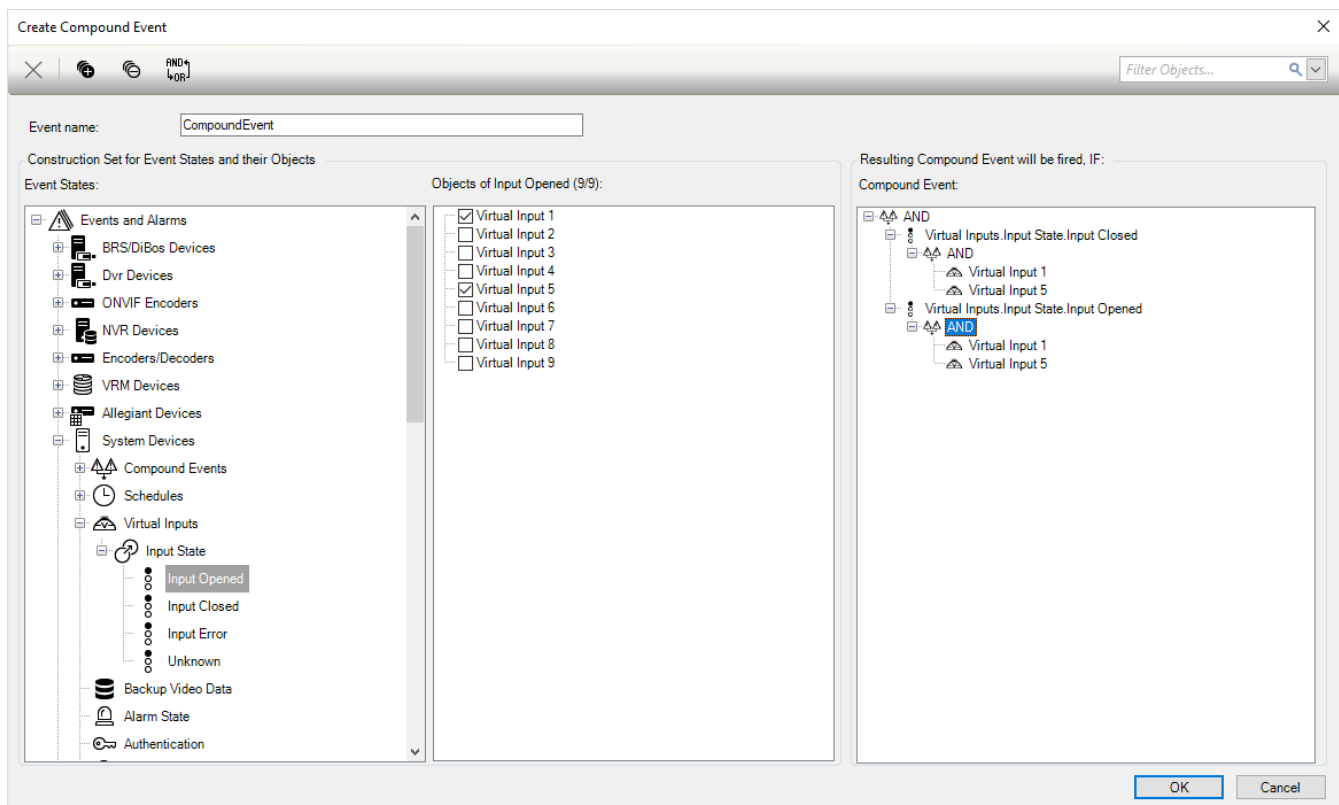 Create Compound Event
AND
OR
Filter Objects...
Event name:
CompoundEvent
Construction Set for Event States and their Objects
Event States:
Events and Alarms
BRS/DiBos Devices
Dvr Devices
ONVIF Encoders
NVR Devices
Encoders/Decoders
VRM Devices
Allegiant Devices
System Devices
Compound Events
Schedules
Virtual Inputs
Input State
Input Opened
Input Closed
Input Error
Unknown
Backup Video Data
Alarm State
Authentication
Objects of Input Opened (9/9):
Virtual Input 1
Virtual Input 2
Virtual Input 3
Virtual Input 4
Virtual Input 5
Virtual Input 6
Virtual Input 7
Virtual Input 8
Virtual Input 9
Resulting Compound Event will be fired, IF:
Compound Event:
AND
Virtual Inputs.Input State.Input Closed
AND
Virtual Input 1
Virtual Input 5
Virtual Inputs.Input State.Input Opened
AND
Virtual Input 1
Virtual Input 5
OK
Cancel